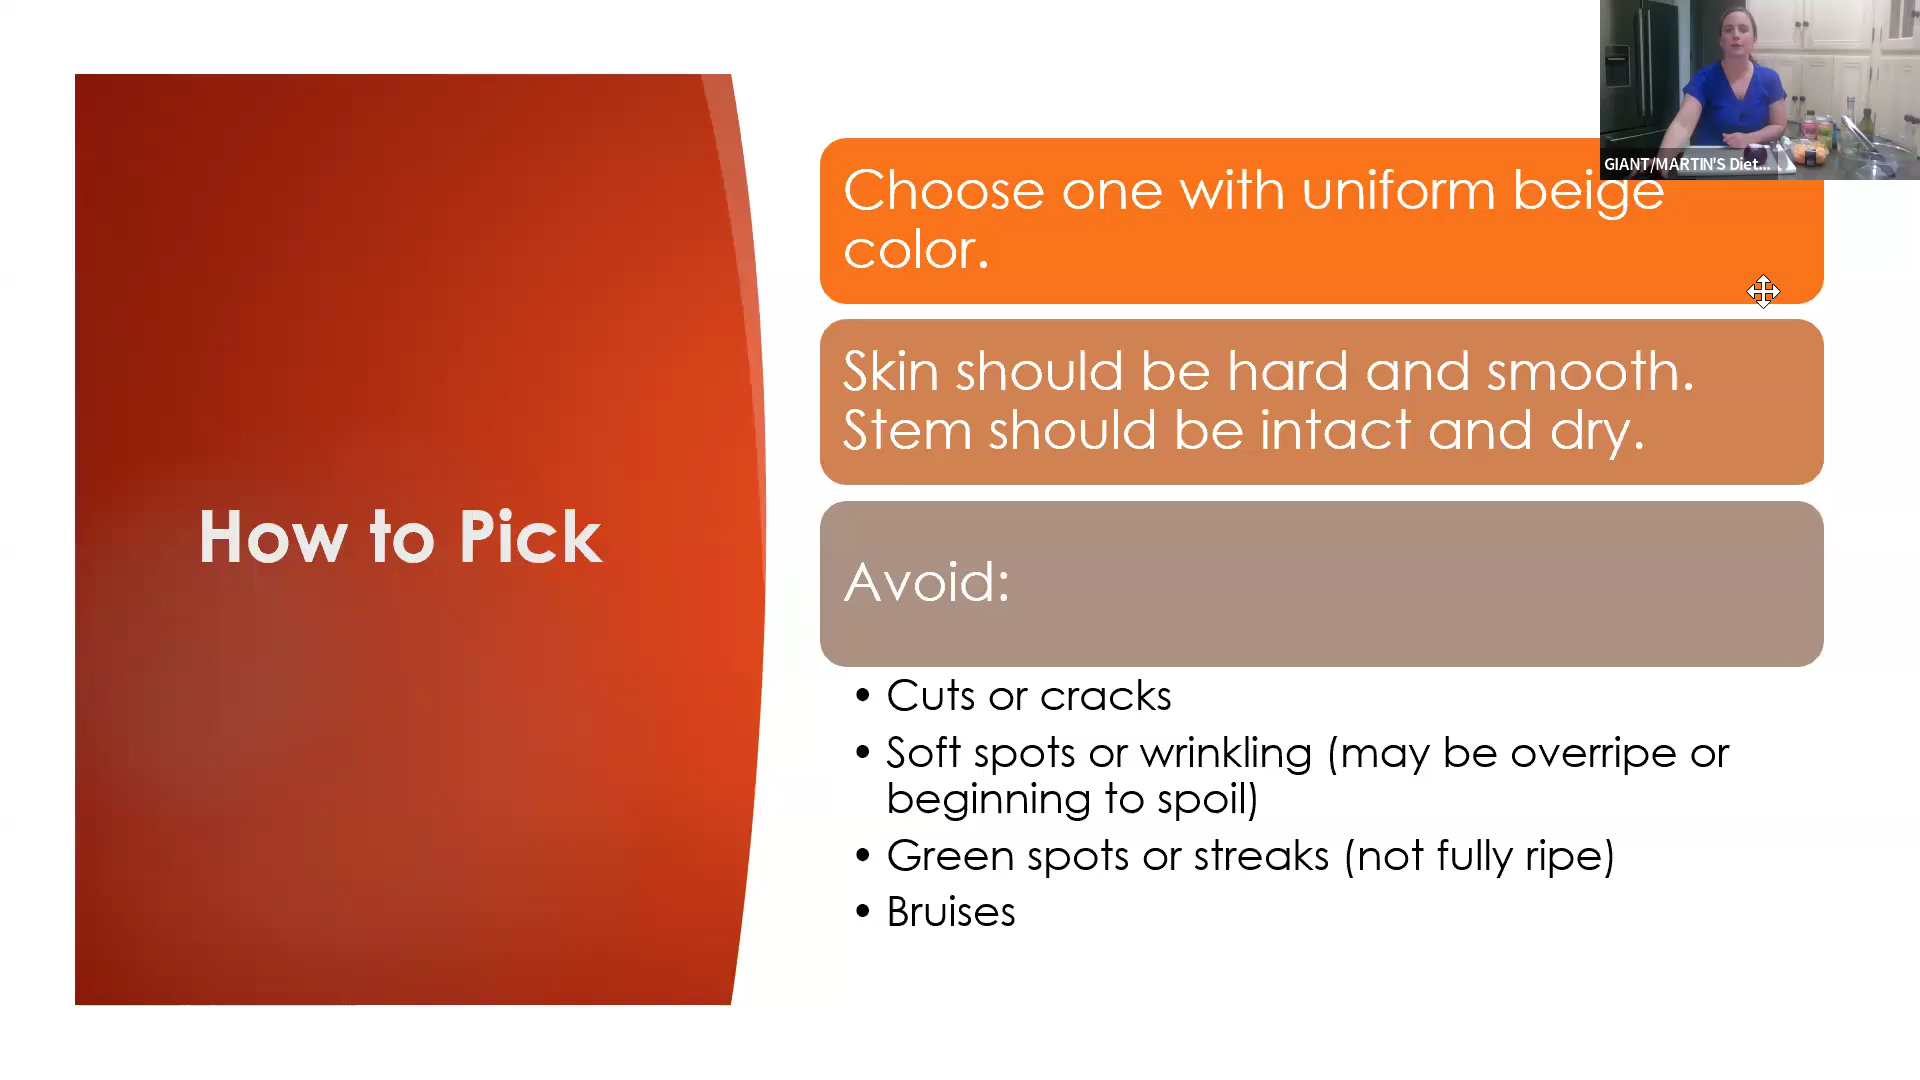 GIANT/MARTIN'S Diet...
How to Pick
Choose one with uniform beige
color.
Skin should be hard and smooth.
Stem should be intact and dry.
Avoid:
• Cuts or cracks
• Soft spots or wrinkling (may be overripe or
beginning to spoil)
• Green spots or streaks (not fully ripe)
• Bruises